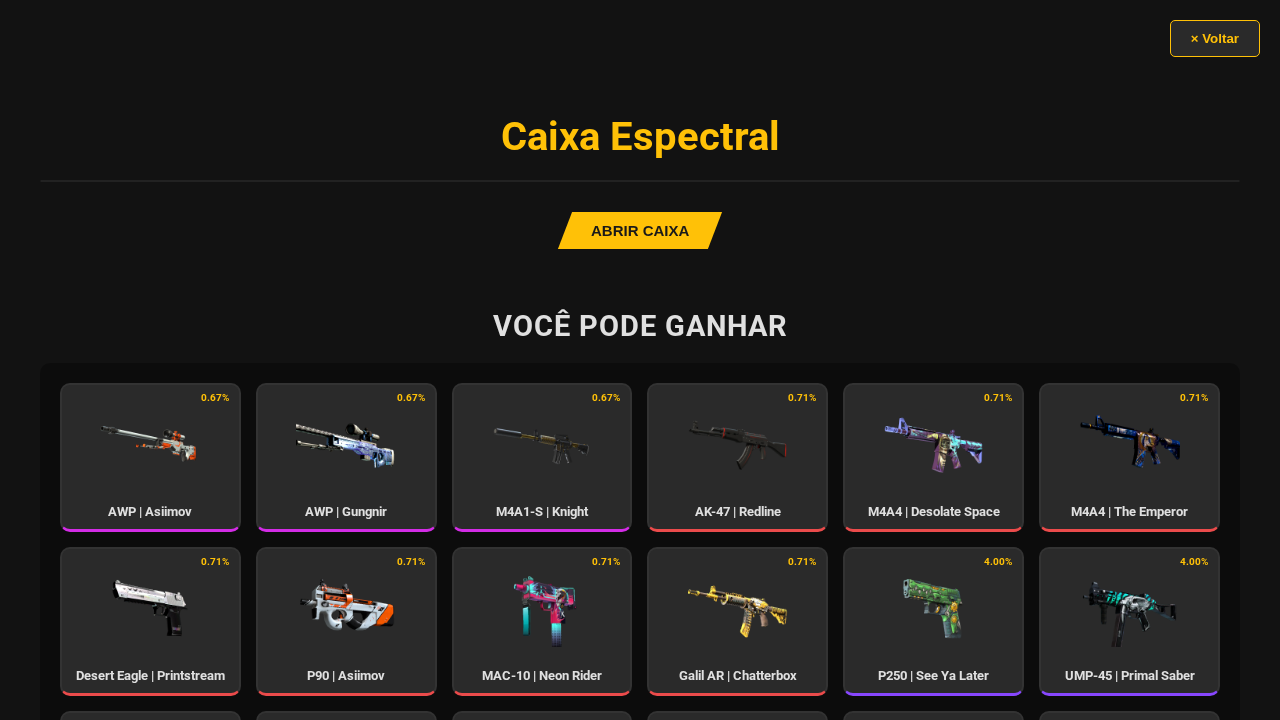 × Voltar
Caixa Espectral
ABRIR CAIXA
VOCÊ PODE GANHAR
0.67%
AWP | Asiimov
0.67%
AWP | Gungnir
0.67%
M4A1-S | Knight
0.71%
AK-47 | Redline
0.71%
M4A4 | Desolate Space
0.71%
M4A4 | The Emperor
0.71%
Desert Eagle | Printstream
0.71%
P90 | Asiimov
0.71%
MAC-10 | Neon Rider
0.71%
Galil AR | Chatterbox
4.00%
P250 | See Ya Later
4.00%
UMP-45 | Primal Saber